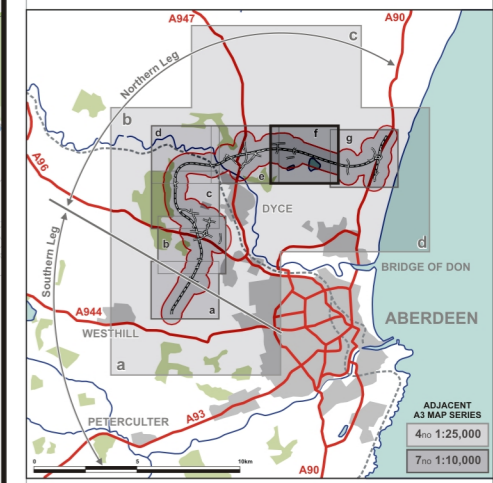 A947
A90
c
Northern Leg
b
d
f
g
A96
e
DYCE
c
d
Southern Leg
b
BRIDGE OF DON
a
A944
ABERDEEN
WESTHILL
a
ADJACENT
A3 MAP SERIES
PETERCULTER
A93
4no 1:25,000
7no 1:10,000
0 5 10km
A90